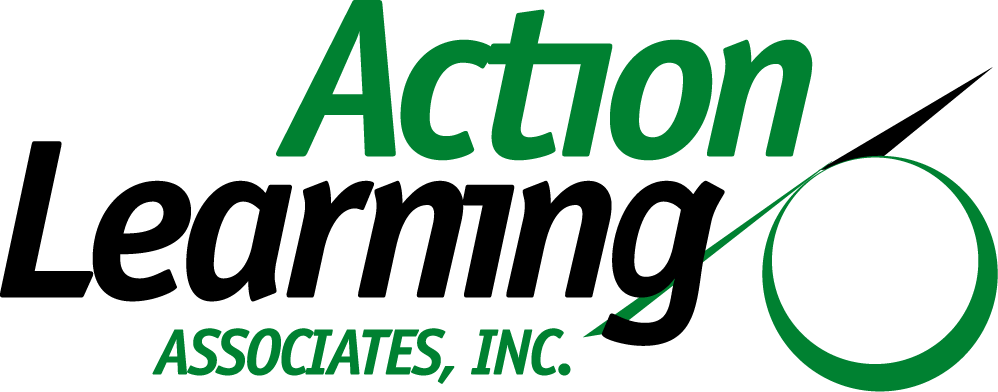 Action
Learning
ASSOCIATES, INC.